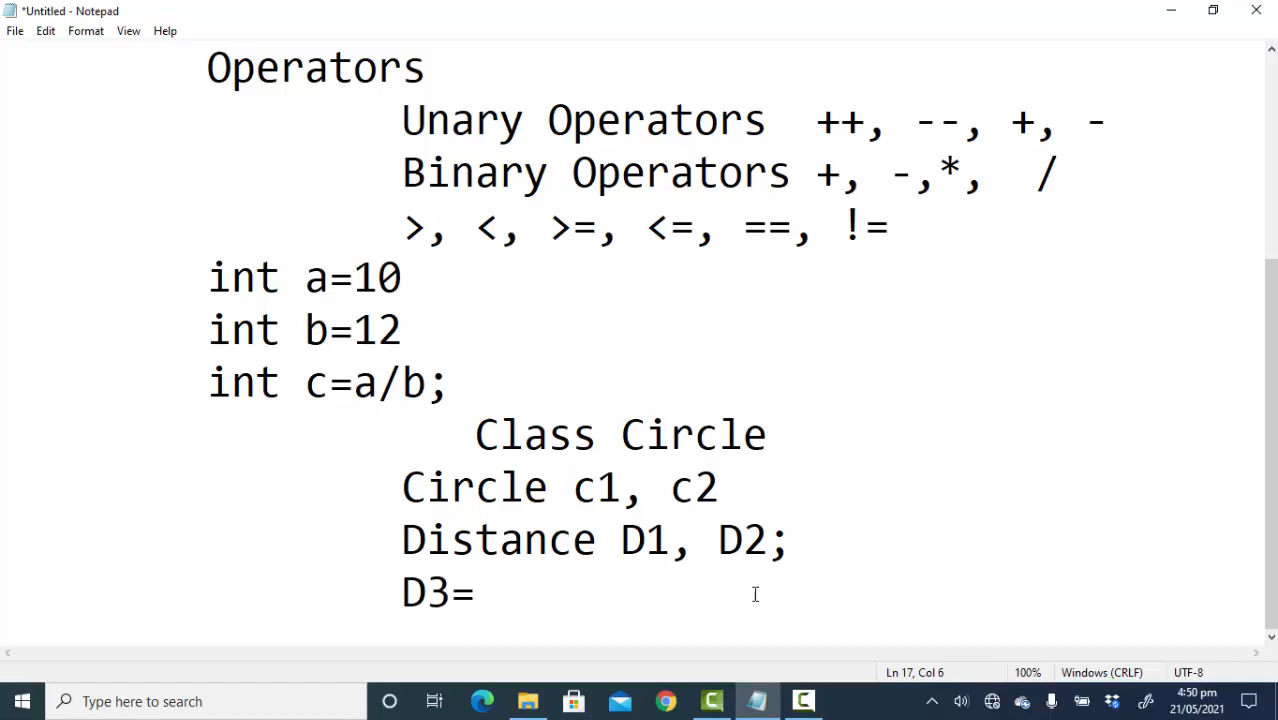 *Untitled - Notepad
File Edit Format View Help
Operators
Unary Operators ++, --, +, -
Binary Operators +, -,*, /
>, <, >=, <=, ==, !=
int a=10
int b=12
int c=a/b;
Class Circle
Circle c1, c2
Distance D1, D2;
D3=
Ln 17, Col 6 100% Windows (CRLF) UTF-8
Type here to search
4:50 pm
21/05/2021